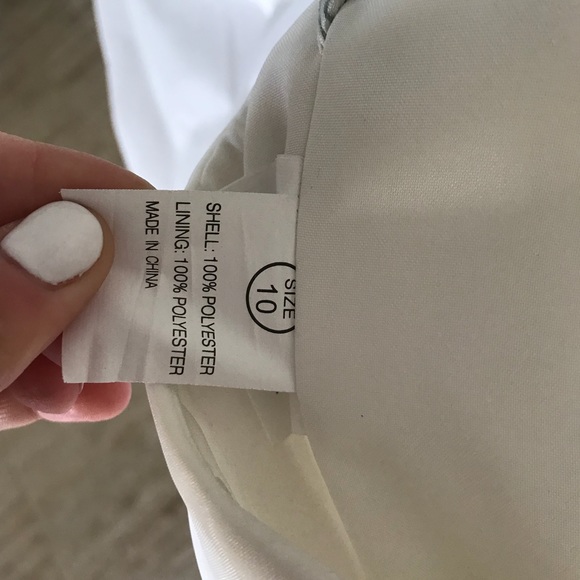 SIZE
10
SHELL: 100% POLYESTER
LINING: 100% POLYESTER
MADE IN CHINA